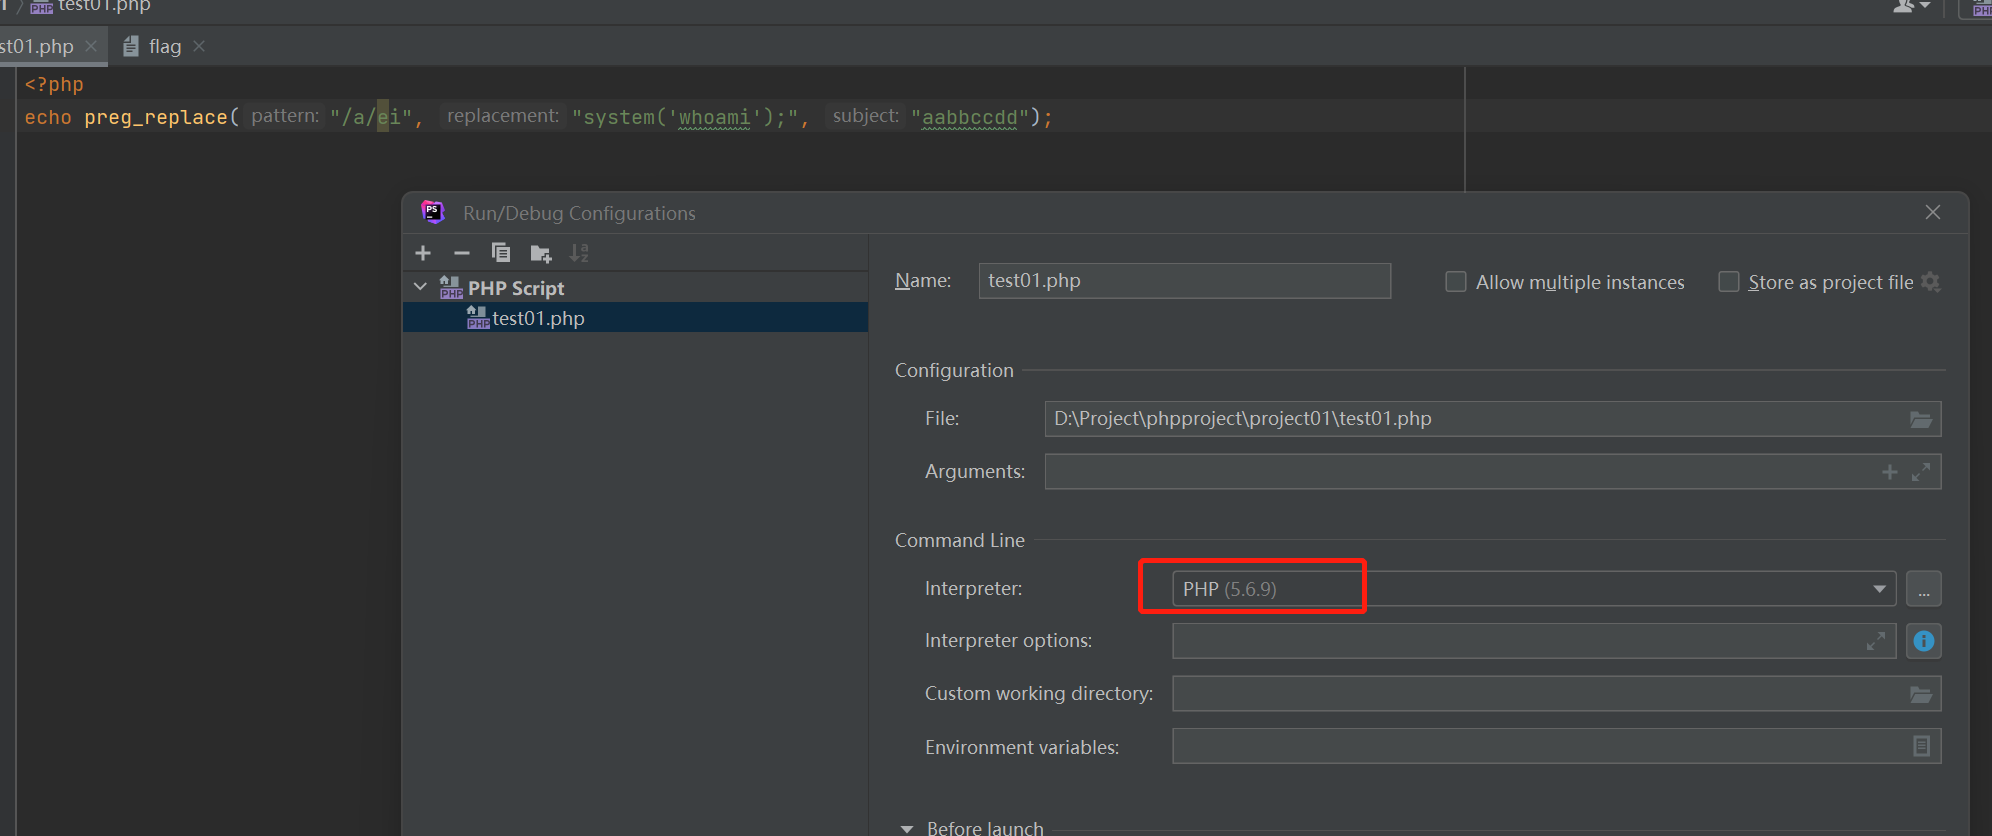 test01.php
st01.php
flag
<?php
echo preg_replace( pattern: "/a/ei", replacement: "system('whoami');", subject: "aabbccdd");
Run/Debug Configurations
PHP Script
test01.php
Name: test01.php
Allow multiple instances
Store as project file
Configuration
File: D:\Project\phpproject\project01\test01.php
Arguments:
Command Line
Interpreter: PHP (5.6.9)
...
Interpreter options:
Custom working directory:
Environment variables:
Before launch